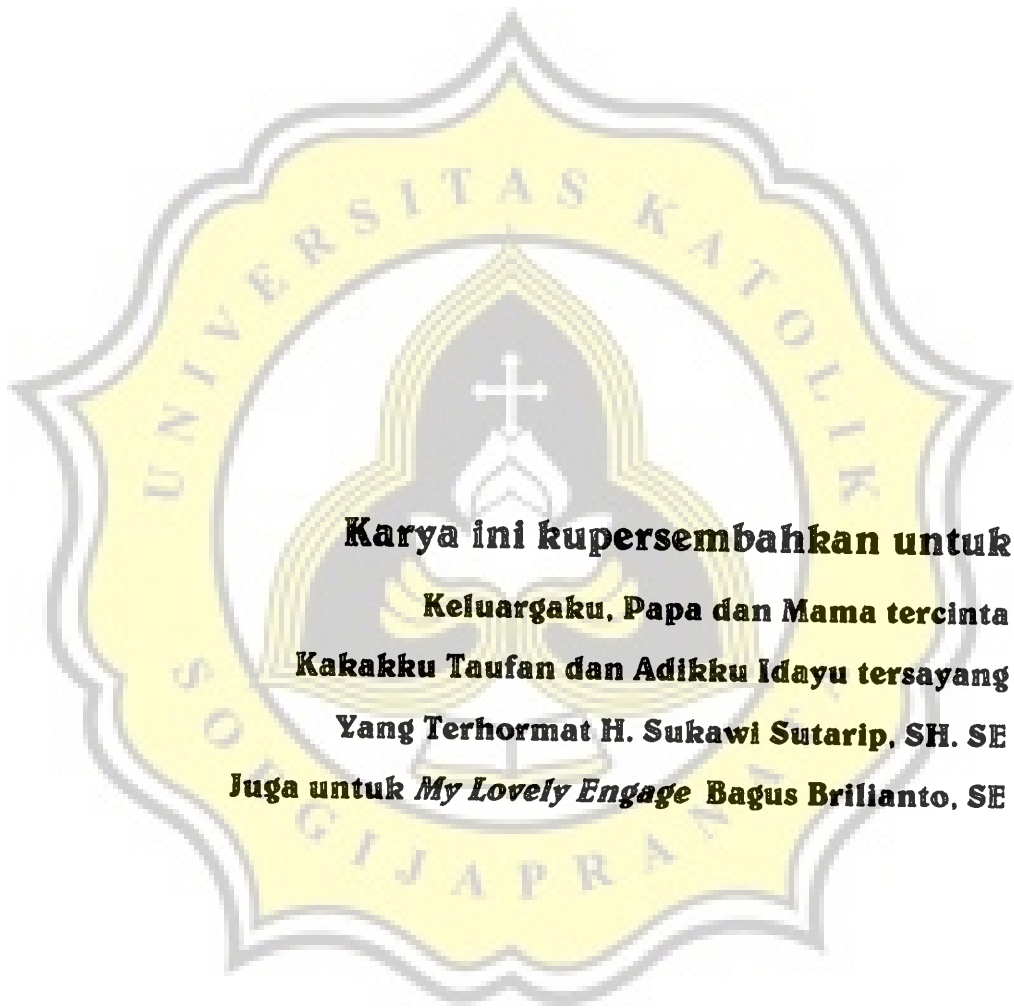 UNIVERSITAS KATOLIK
Karya ini kupersembahkan untuk
Keluargaku, Papa dan Mama tercinta
Kakakku Taufan dan Adikku Idayu tersayang
Yang Terhormat H. Sukawi Sutarip, SH. SE
Juga untuk My Lovely Engage Bagus Brilianto, SE
SOEGIJAPRANATA